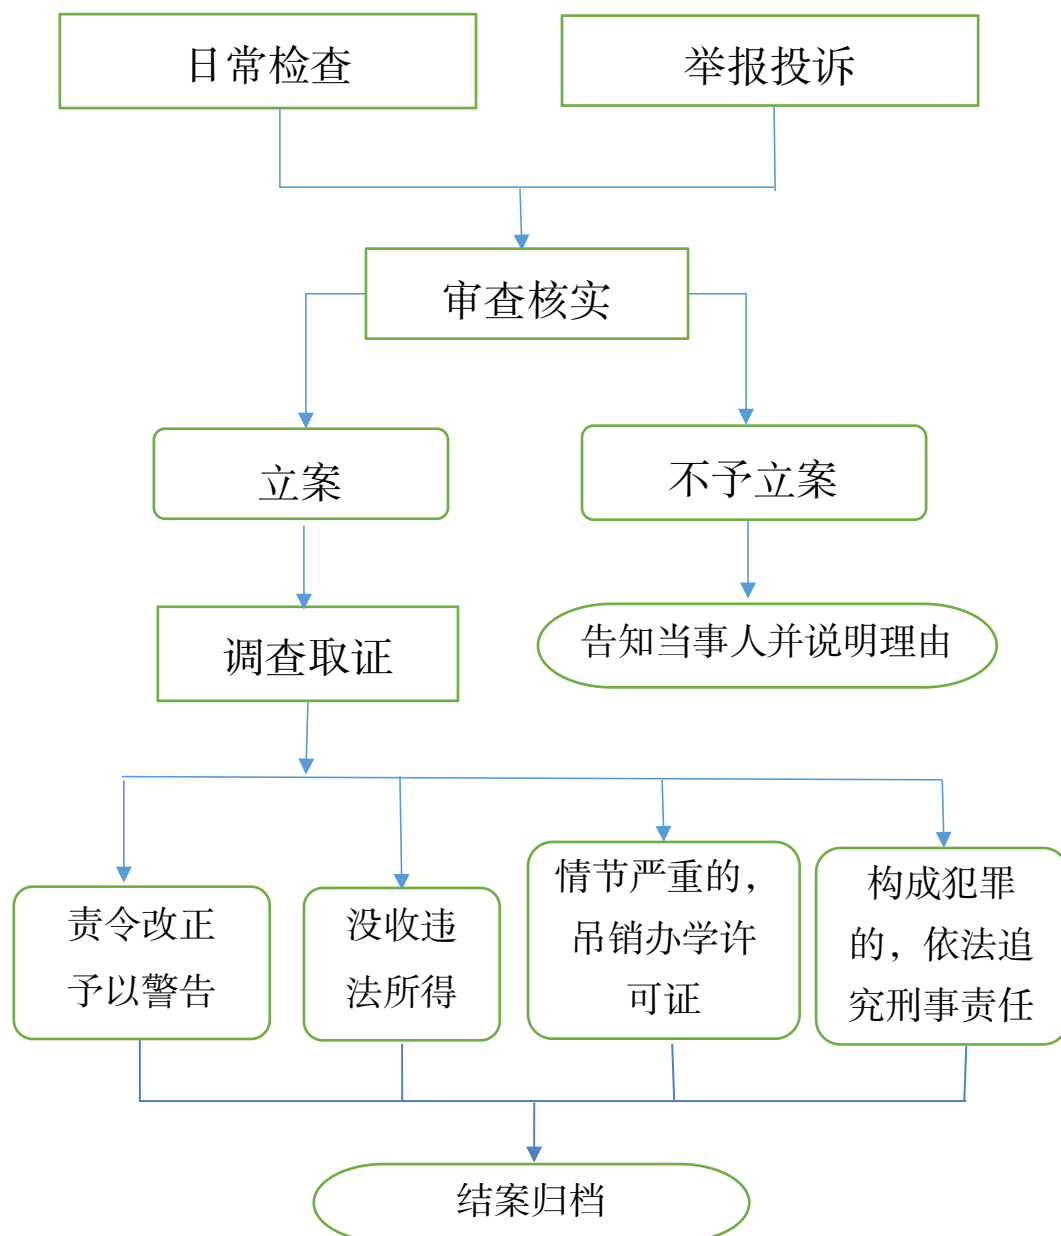 日常检查
举报投诉
审查核实
立案
不予立案
调查取证
告知当事人并说明理由
责令改正
予以警告
没收违
法所得
情节严重的，
吊销办学许
可证
构成犯罪
的，依法追
究刑事责任
结案归档